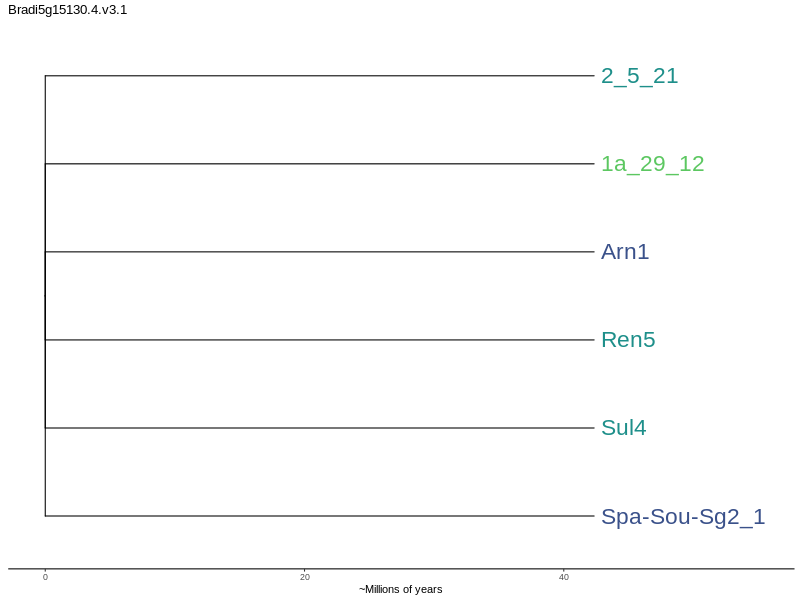 Bradi5g15130.4.v3.1
2_5_21
1a_29_12
Arn1
Ren5
Sul4
Spa-Sou-Sg2_1
0 20 40
~Millions of years